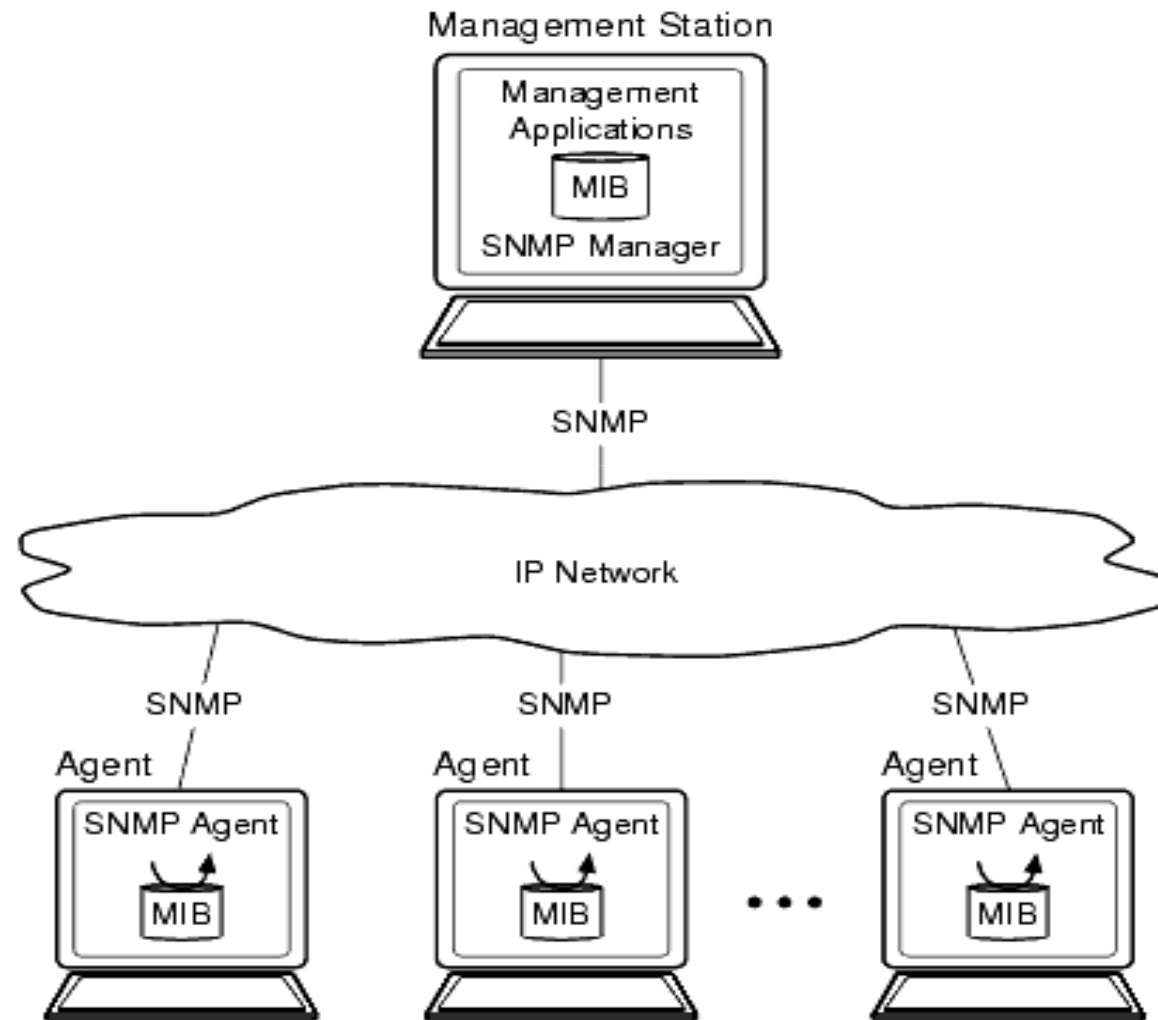 Management Station
Management
Applications
MIB
SNMP Manager
SNMP
IP Network
SNMP
SNMP
SNMP
Agent
Agent
Agent
SNMP Agent
SNMP Agent
SNMP Agent
MIB
MIB
MIB